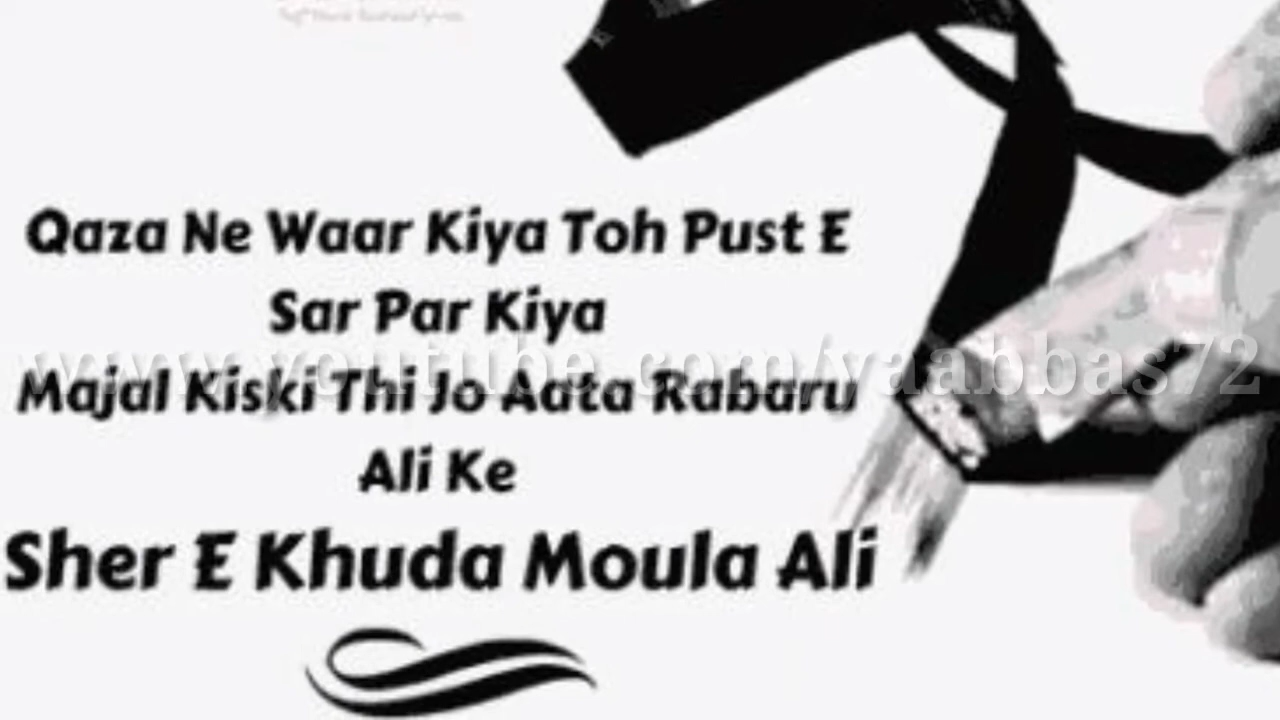 Qaza Ne Waar Kiya Toh Pust E
Sar Par Kiya
www.youtube.com/yaabbas72
Majal Kiski Thi Jo Aata Rabaru
Ali Ke
Sher E Khuda Moula Ali